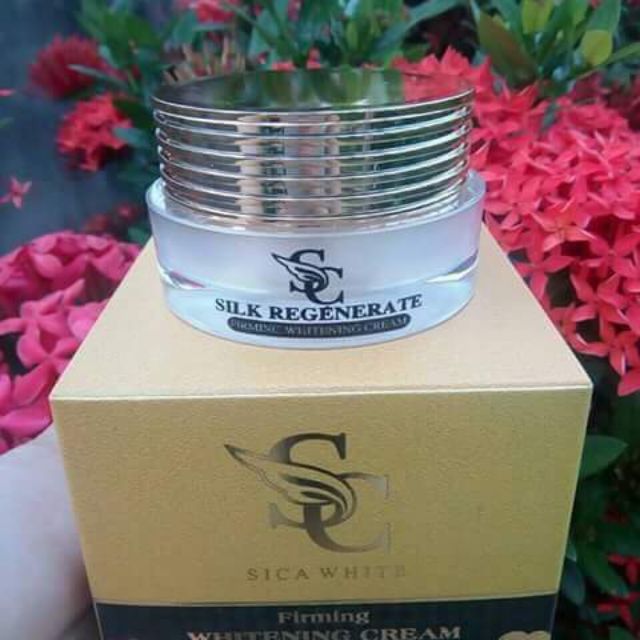 SC
SILK REGENERATE
FIRMING WHITENING CREAM
SC
SICA WHITE
Firming
WHITENING CREAM